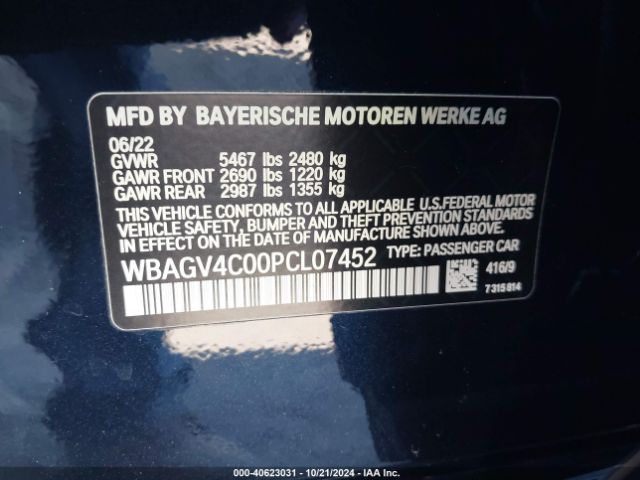 MFD BY BAYERISCHE MOTOREN WERKE AG
06/22
GVWR 5467 lbs 2480 kg
GAWR FRONT 2690 lbs 1220 kg
GAWR REAR 2987 lbs 1355 kg
THIS VEHICLE CONFORMS TO ALL APPLICABLE U.S.FEDERAL MOTOR
VEHICLE SAFETY, BUMPER AND THEFT PREVENTION STANDARDS
IN EFFECT ON THE DATE OF MANUFACTURE SHOWN ABOVE.
WBAGV4C00PCL07452 TYPE: PASSENGER CAR
416/9
7315814
000-40623031 - 10/21/2024 - IAA Inc.